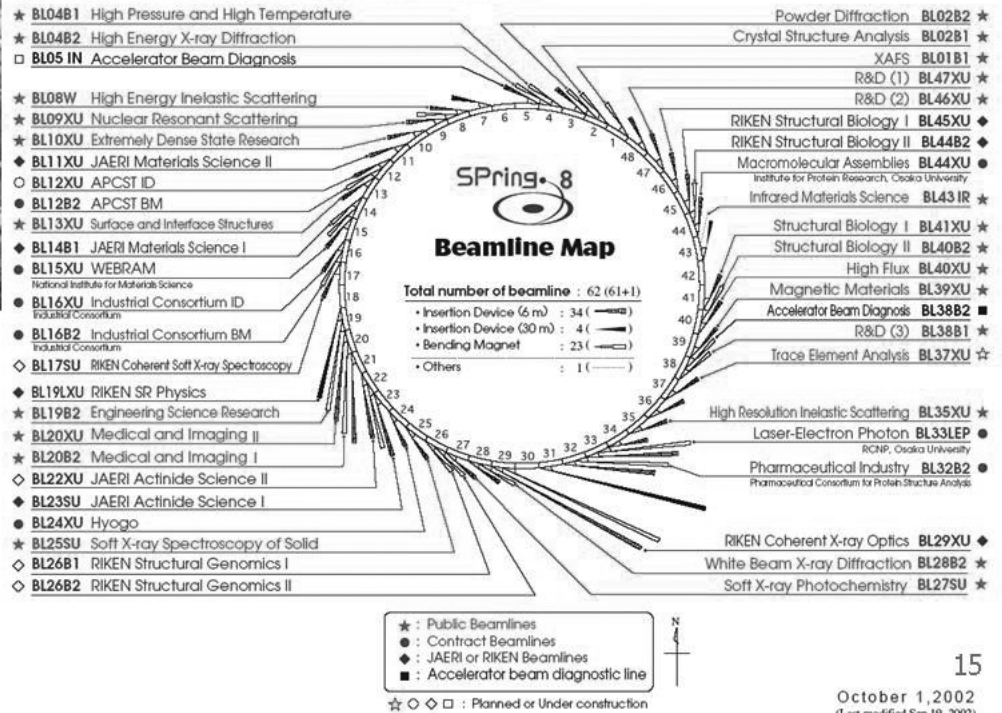 ★ BL04B1 High Pressure and High Temperature
★ BL04B2 High Energy X-ray Diffraction
□ BL05 IN Accelerator Beam Diagnosis
★ BL08W High Energy Inelastic Scattering
★ BL09XU Nuclear Resonant Scattering
★ BL10XU Extremely Dense State Research
◆ BL11XU JAERI Materials Science II
○ BL12XU APCST ID
● BL12B2 APCST BM
★ BL13XU Surface and Interface Structures
◆ BL14B1 JAERI Materials Science I
● BL15XU WEBRAM
National Institute for Materials Science
● BL16XU Industrial Consortium ID
Industrial Consortium
● BL16B2 Industrial Consortium BM
Industrial Consortium
◇ BL17SU RIKEN Coherent Soft X-ray Spectroscopy
◆ BL19LXU RIKEN SR Physics
★ BL19B2 Engineering Science Research
★ BL20XU Medical and Imaging II
★ BL20B2 Medical and Imaging I
◇ BL22XU JAERI Actinide Science II
◆ BL23SU JAERI Actinide Science I
● BL24XU Hyogo
★ BL25SU Soft X-ray Spectroscopy of Solid
◇ BL26B1 RIKEN Structural Genomics I
◇ BL26B2 RIKEN Structural Genomics II
Powder Diffraction BL02B2 ★
Crystal Structure Analysis BL02B1 ★
XAFS BL01B1 ★
R&D (1) BL47XU ★
R&D (2) BL46XU ★
RIKEN Structural Biology I BL45XU ◆
RIKEN Structural Biology II BL44B2 ◆
Macromolecular Assemblies BL44XU ●
Institute for Protein Research, Osaka University
Infrared Materials Science BL43 IR ★
Structural Biology I BL41XU ★
Structural Biology II BL40B2 ★
High Flux BL40XU ★
Magnetic Materials BL39XU ★
Accelerator Beam Diagnosis BL38B2 ■
R&D (3) BL38B1 ★
Trace Element Analysis BL37XU ☆
High Resolution Inelastic Scattering BL35XU ★
Laser-Electron Photon BL33LEP ●
RCNP, Osaka University
Pharmaceutical Industry BL32B2 ●
Pharmaceutical Consortium for Protein Structure Analysis
RIKEN Coherent X-ray Optics BL29XU ◆
White Beam X-ray Diffraction BL28B2 ★
Soft X-ray Photochemistry BL27SU ★
SPring-8
Beamline Map
Total number of beamline : 62 (61+1)
• Insertion Device (6 m) : 34 ( )
• Insertion Device (30 m) : 4 ( )
• Bending Magnet : 23 ( )
• Others : 1 ( )
1
2
3
4
5
6
7
8
9
10
11
12
13
14
15
16
17
18
19
20
21
22
23
24
25
26
27
28
29
30
31
32
33
34
35
36
37
38
39
40
41
42
43
44
45
46
47
48
★ : Public Beamlines
● : Contract Beamlines
◆ : JAERI or RIKEN Beamlines
■ : Accelerator beam diagnostic line
☆ ○ ◇ □ : Planned or Under construction
N
15
October 1,2002
(Last modified Sep 19, 2002)